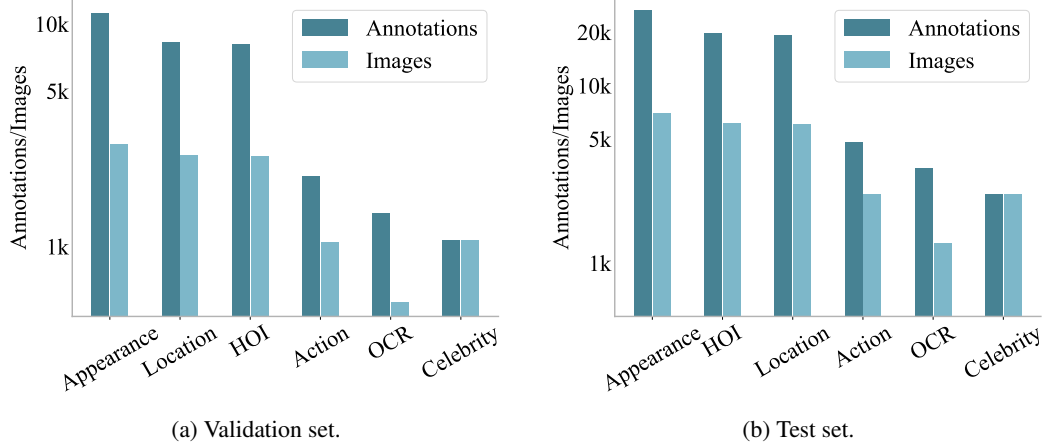 10k
5k
1k
Annotations/Images
Annotations
Images
Appearance
Location
HOI
Action
OCR
Celebrity
(a) Validation set.
20k
10k
5k
1k
Annotations/Images
Annotations
Images
Appearance
HOI
Location
Action
OCR
Celebrity
(b) Test set.